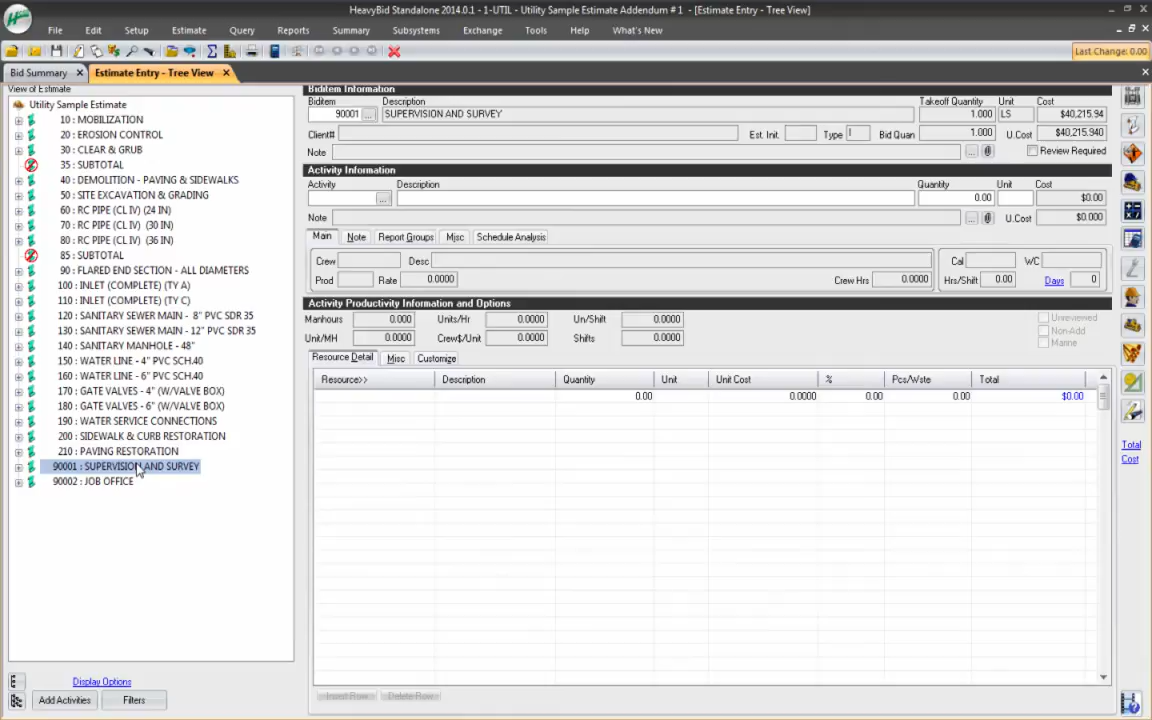 HeavyBid Standalone 2014.0.1 - 1-UTIL - Utility Sample Estimate Addendum # 1 - [Estimate Entry - Tree View]
File Edit Setup Estimate Query Reports Summary Subsystems Exchange Tools Help What's New
Last Change: 0.00
Bid Summary Estimate Entry - Tree View
View of Estimate
Utility Sample Estimate
10 : MOBILIZATION
20 : EROSION CONTROL
30 : CLEAR & GRUB
35 : SUBTOTAL
40 : DEMOLITION - PAVING & SIDEWALKS
50 : SITE EXCAVATION & GRADING
60 : RC PIPE (CL IV) (24 IN)
70 : RC PIPE (CL IV) (30 IN)
80 : RC PIPE (CL IV) (36 IN)
85 : SUBTOTAL
90 : FLARED END SECTION - ALL DIAMETERS
100 : INLET (COMPLETE) (TY A)
110 : INLET (COMPLETE) (TY C)
120 : SANITARY SEWER MAIN - 8" PVC SDR 35
130 : SANITARY SEWER MAIN - 12" PVC SDR 35
140 : SANITARY MANHOLE - 48"
150 : WATER LINE - 4" PVC SCH.40
160 : WATER LINE - 6" PVC SCH.40
170 : GATE VALVES - 4" (W/VALVE BOX)
180 : GATE VALVES - 6" (W/VALVE BOX)
190 : WATER SERVICE CONNECTIONS
200 : SIDEWALK & CURB RESTORATION
210 : PAVING RESTORATION
90001 : SUPERVISION AND SURVEY
90002 : JOB OFFICE
Display Options
Add Activities Filters
Biditem Information
Biditem Description Takeoff Quantity Unit Cost
90001 ... SUPERVISION AND SURVEY 1.000 LS $40,215.94
Client# Est. Init. Type I Bid Quan 1.000 U.Cost $40,215.940
Note ... Review Required
Activity Information
Activity Description Quantity Unit Cost
... 0.00 $0.00
Note ... U.Cost $0.000
Main Note Report Groups Misc Schedule Analysis
Crew Desc Cal WC
Prod Rate 0.0000 Crew Hrs 0.0000 Hrs/Shift 0.00 Days 0
Activity Productivity Information and Options
Manhours 0.000 Units/Hr 0.0000 Un/Shift 0.0000 Unreviewed
Unit/MH 0.0000 Crew$/Unit 0.0000 Shifts 0.0000 Non-Add
Marine
Resource Detail Misc Customize
Resource>> Description Quantity Unit Unit Cost % Pcs/Wste Total
0.00 0.0000 0.00 0.00 $0.00
Insert Row Delete Row
Total
Cost